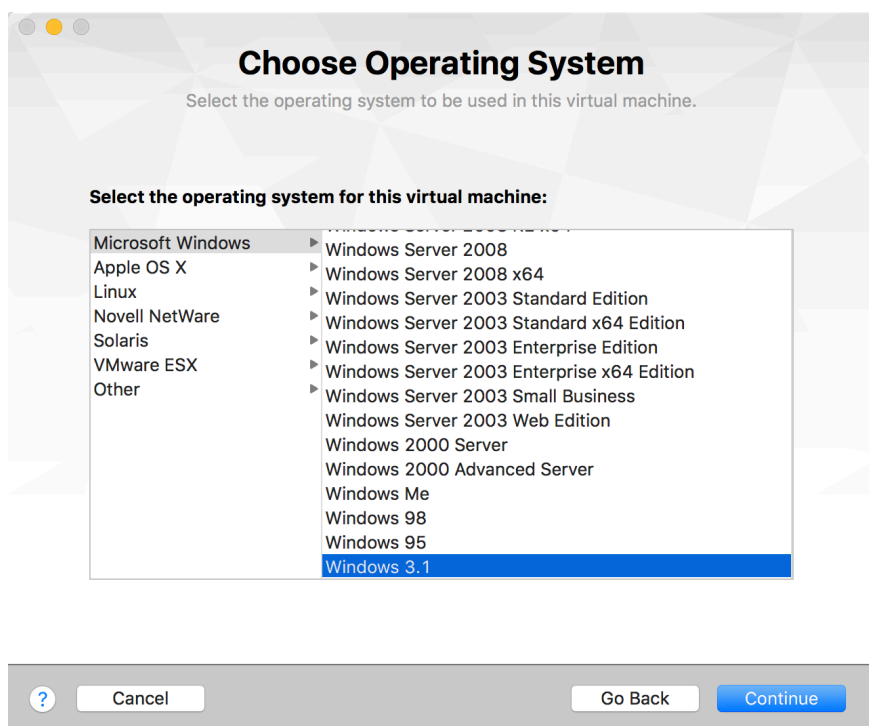 Choose Operating System
Select the operating system to be used in this virtual machine.
Select the operating system for this virtual machine:
Microsoft Windows
Apple OS X
Linux
Novell NetWare
Solaris
VMware ESX
Other
Windows Server 2008
Windows Server 2008 x64
Windows Server 2003 Standard Edition
Windows Server 2003 Standard x64 Edition
Windows Server 2003 Enterprise Edition
Windows Server 2003 Enterprise x64 Edition
Windows Server 2003 Small Business
Windows Server 2003 Web Edition
Windows 2000 Server
Windows 2000 Advanced Server
Windows Me
Windows 98
Windows 95
Windows 3.1
? Cancel Go Back Continue